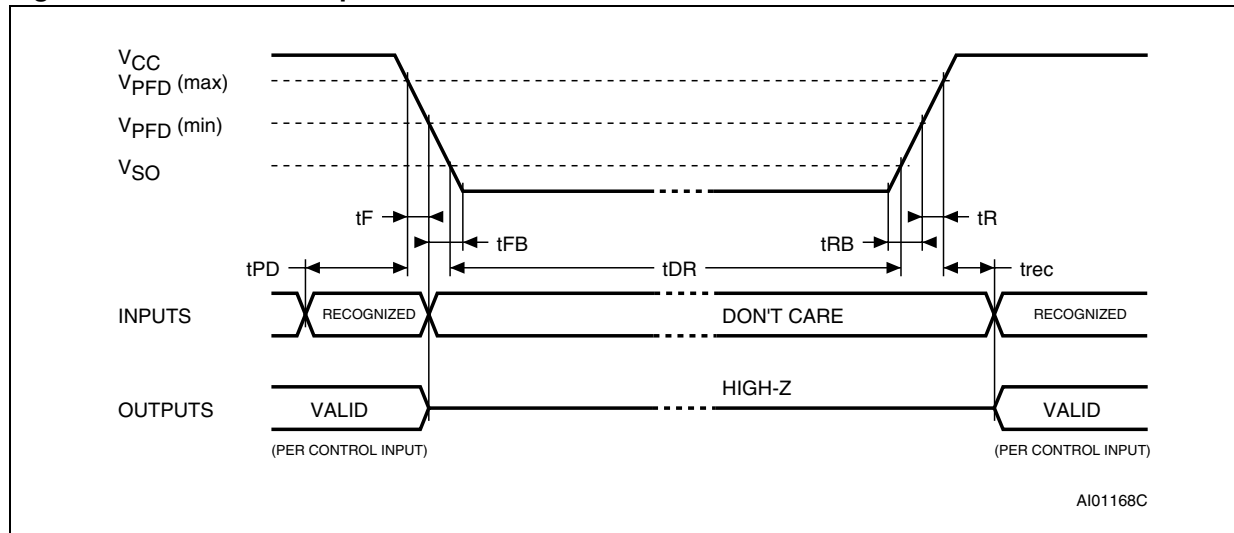 VCC
VPFD (max)
VPFD (min)
VSO
tF
tR
tFB
tRB
tPD
tDR
trec
INPUTS
RECOGNIZED
DON'T CARE
RECOGNIZED
HIGH-Z
OUTPUTS
VALID
VALID
(PER CONTROL INPUT)
(PER CONTROL INPUT)
AI01168C